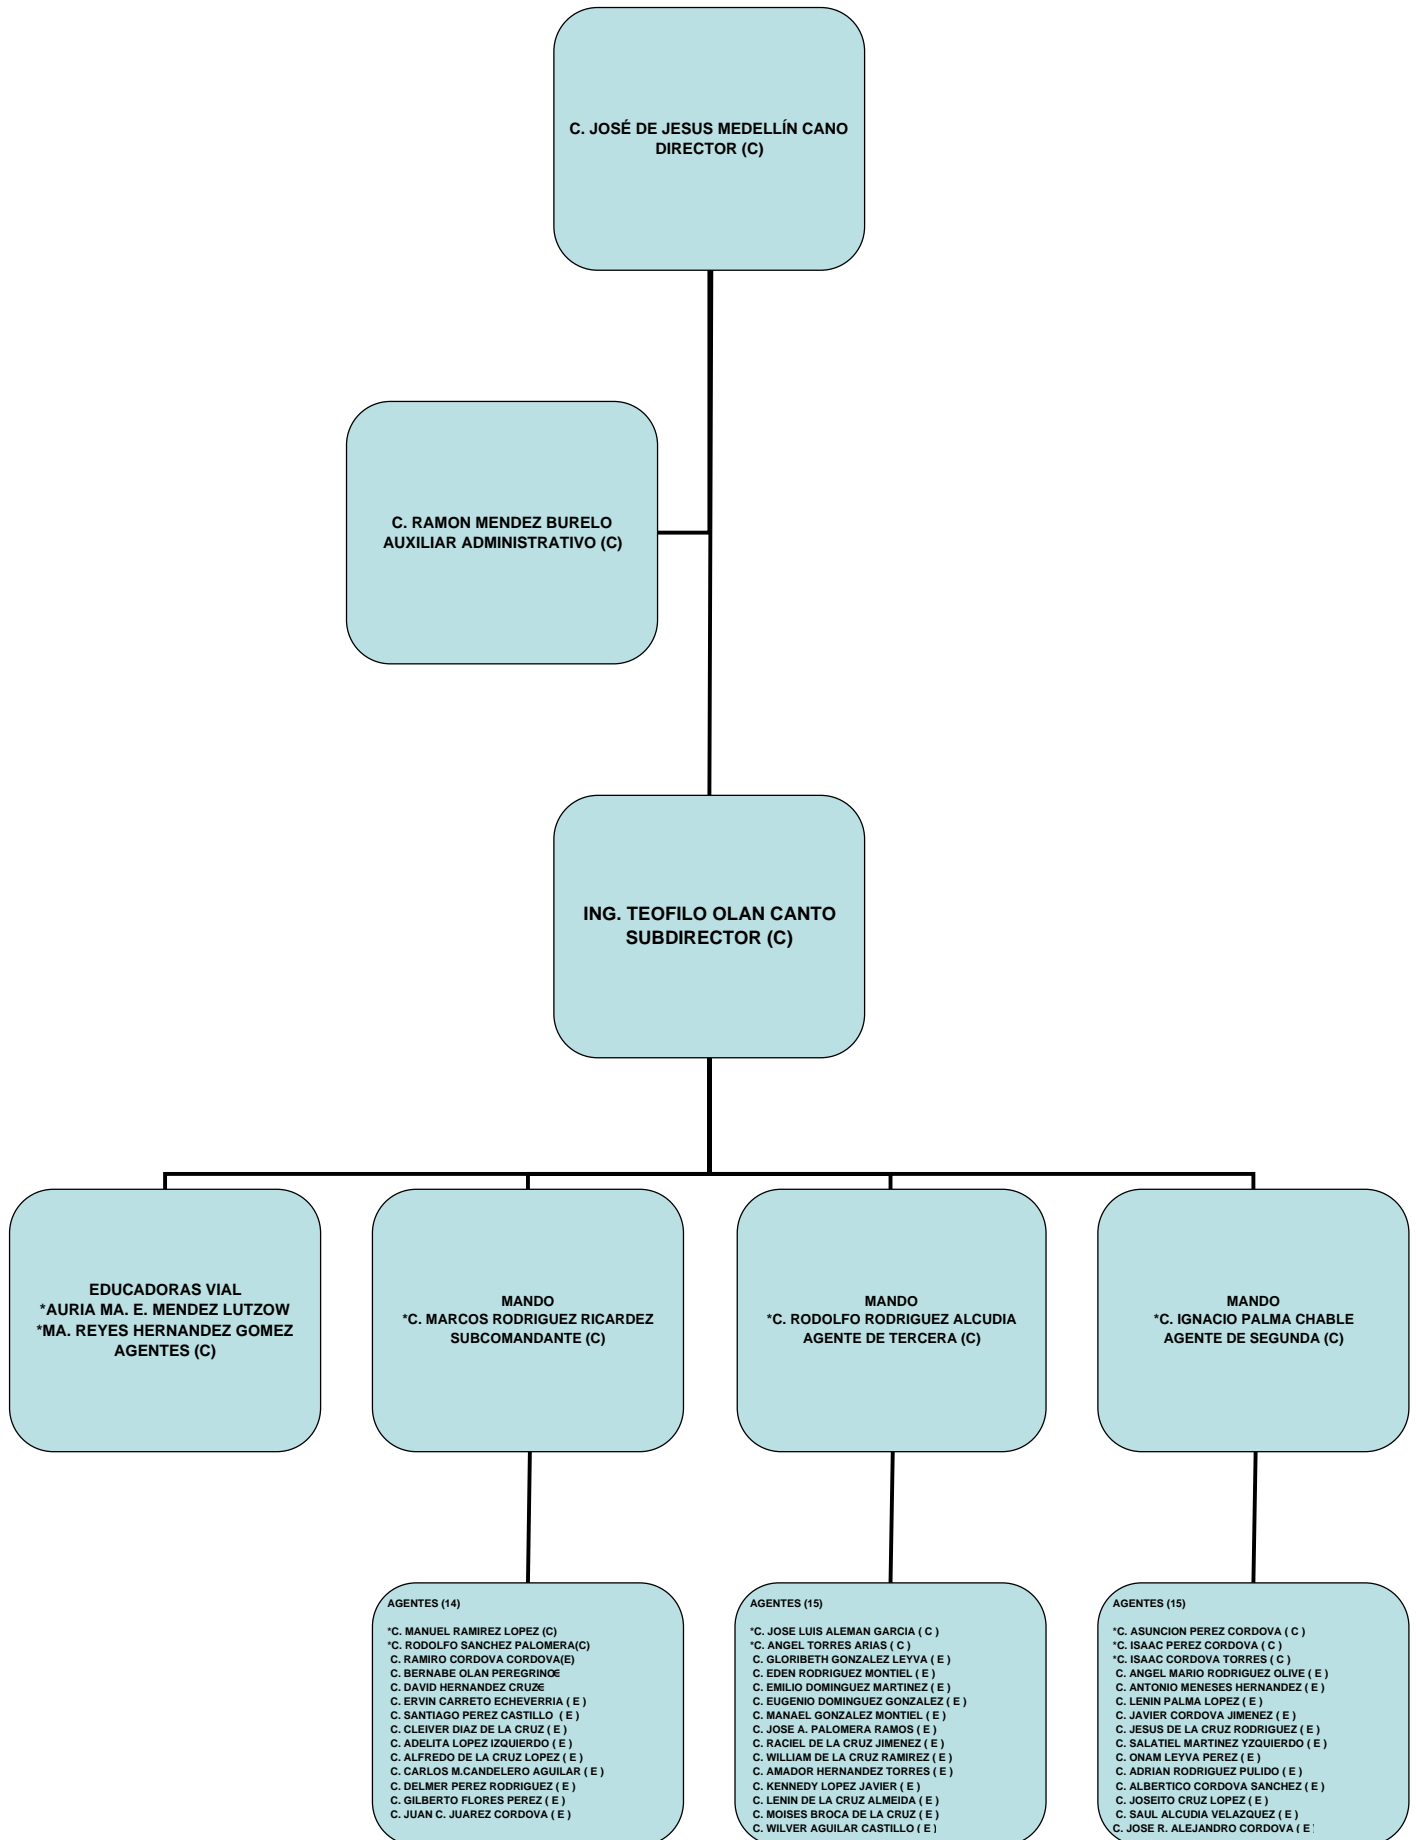 C. JOSÉ DE JESUS MEDELLÍN CANO
DIRECTOR (C)
C. RAMON MENDEZ BURELO
AUXILIAR ADMINISTRATIVO (C)
ING. TEOFILO OLAN CANTO
SUBDIRECTOR (C)
EDUCADORAS VIAL
*AURIA MA. E. MENDEZ LUTZOW
*MA. REYES HERNANDEZ GOMEZ
AGENTES (C)
MANDO
*C. MARCOS RODRIGUEZ RICARDEZ
SUBCOMANDANTE (C)
MANDO
*C. RODOLFO RODRIGUEZ ALCUDIA
AGENTE DE TERCERA (C)
MANDO
*C. IGNACIO PALMA CHABLE
AGENTE DE SEGUNDA (C)
AGENTES (14)
*C. MANUEL RAMIREZ LOPEZ (C)
*C. RODOLFO SANCHEZ PALOMERA(C)
C. RAMIRO CORDOVA CORDOVA(E)
C. BERNABE OLAN PEREGRINO€
C. DAVID HERNANDEZ CRUZ€
C. ERVIN CARRETO ECHEVERRIA ( E )
C. SANTIAGO PEREZ CASTILLO ( E )
C. CLEIVER DIAZ DE LA CRUZ ( E )
C. ADELITA LOPEZ IZQUIERDO ( E )
C. ALFREDO DE LA CRUZ LOPEZ ( E )
C. CARLOS M.CANDELERO AGUILAR ( E )
C. DELMER PEREZ RODRIGUEZ ( E )
C. GILBERTO FLORES PEREZ ( E )
C. JUAN C. JUAREZ CORDOVA ( E )
AGENTES (15)
*C. JOSE LUIS ALEMAN GARCIA ( C )
*C. ANGEL TORRES ARIAS ( C )
C. GLORIBETH GONZALEZ LEYVA ( E )
C. EDEN RODRIGUEZ MONTIEL ( E )
C. EMILIO DOMINGUEZ MARTINEZ ( E )
C. EUGENIO DOMINGUEZ GONZALEZ ( E )
C. MANAEL GONZALEZ MONTIEL ( E )
C. JOSE A. PALOMERA RAMOS ( E )
C. RACIEL DE LA CRUZ JIMENEZ ( E )
C. WILLIAM DE LA CRUZ RAMIREZ ( E )
C. AMADOR HERNANDEZ TORRES ( E )
C. KENNEDY LOPEZ JAVIER ( E )
C. LENIN DE LA CRUZ ALMEIDA ( E )
C. MOISES BROCA DE LA CRUZ ( E )
C. WILVER AGUILAR CASTILLO ( E )
AGENTES (15)
*C. ASUNCION PEREZ CORDOVA ( C )
*C. ISAAC PEREZ CORDOVA ( C )
*C. ISAAC CORDOVA TORRES ( C )
C. ANGEL MARIO RODRIGUEZ OLIVE ( E )
C. ANTONIO MENESES HERNANDEZ ( E )
C. LENIN PALMA LOPEZ ( E )
C. JAVIER CORDOVA JIMENEZ ( E )
C. JESUS DE LA CRUZ RODRIGUEZ ( E )
C. SALATIEL MARTINEZ YZQUIERDO ( E )
C. ONAM LEYVA PEREZ ( E )
C. ADRIAN RODRIGUEZ PULIDO ( E )
C. ALBERTICO CORDOVA SANCHEZ ( E )
C. JOSEITO CRUZ LOPEZ ( E )
C. SAUL ALCUDIA VELAZQUEZ ( E )
C. JOSE R. ALEJANDRO CORDOVA ( E